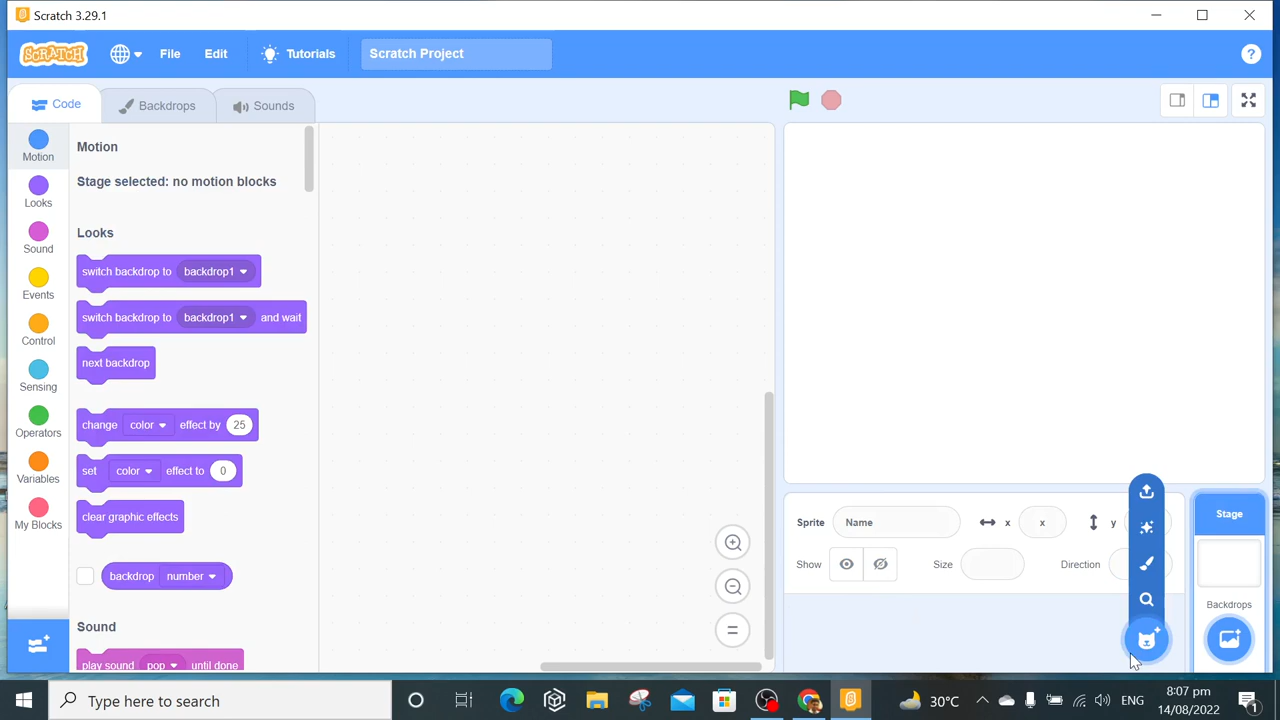 Scratch 3.29.1
SCRATCH
File
Edit
Tutorials
Scratch Project
?
Code
Backdrops
Sounds
Motion
Looks
Sound
Events
Control
Sensing
Operators
Variables
My Blocks
Motion
Stage selected: no motion blocks
Looks
switch backdrop to backdrop1
switch backdrop to backdrop1 and wait
next backdrop
change color effect by 25
set color effect to 0
clear graphic effects
backdrop number
Sound
play sound pop until done
Sprite Name x x y
Show Size Direction
Stage
Backdrops
Type here to search
30°C
ENG
8:07 pm
14/08/2022
1